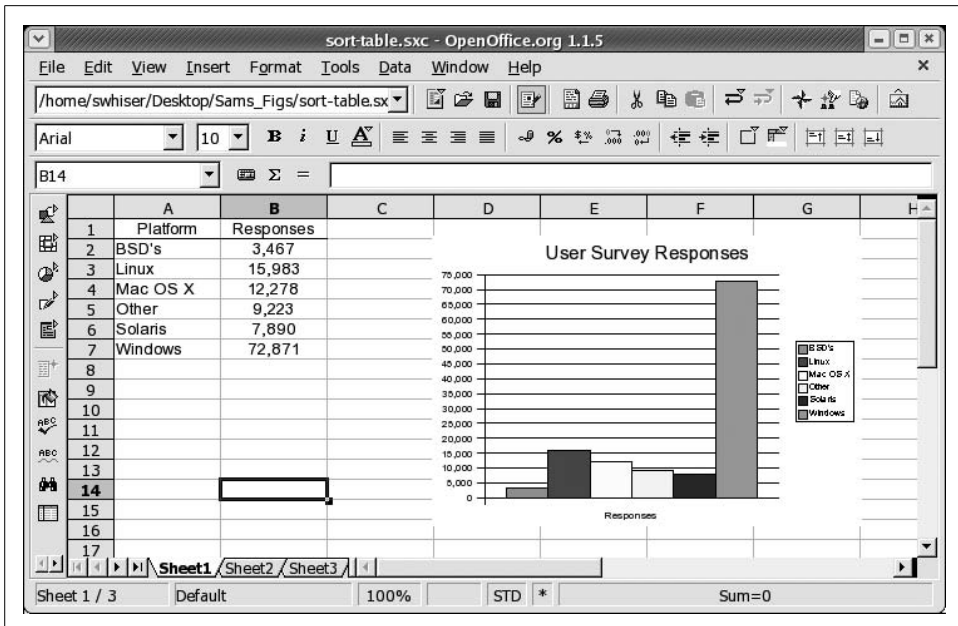 sort-table.sxc - OpenOffice.org 1.1.5
File Edit View Insert Format Tools Data Window Help
/home/swhiser/Desktop/Sams_Figs/sort-table.sx
Arial 10 B i U A
B14 Σ =
A B C D E F G H
1 Platform Responses
2 BSD's 3,467
3 Linux 15,983
4 Mac OS X 12,278
5 Other 9,223
6 Solaris 7,890
7 Windows 72,871
8
9
10
11
12
13
14
15
16
17
User Survey Responses
75,000
70,000
65,000
60,000
55,000
50,000
45,000
40,000
35,000
30,000
25,000
20,000
15,000
10,000
5,000
0
Responses
BSD's
Linux
Mac OS X
Other
Solaris
Windows
Sheet1 Sheet2 Sheet3
Sheet 1 / 3 Default 100% STD * Sum=0